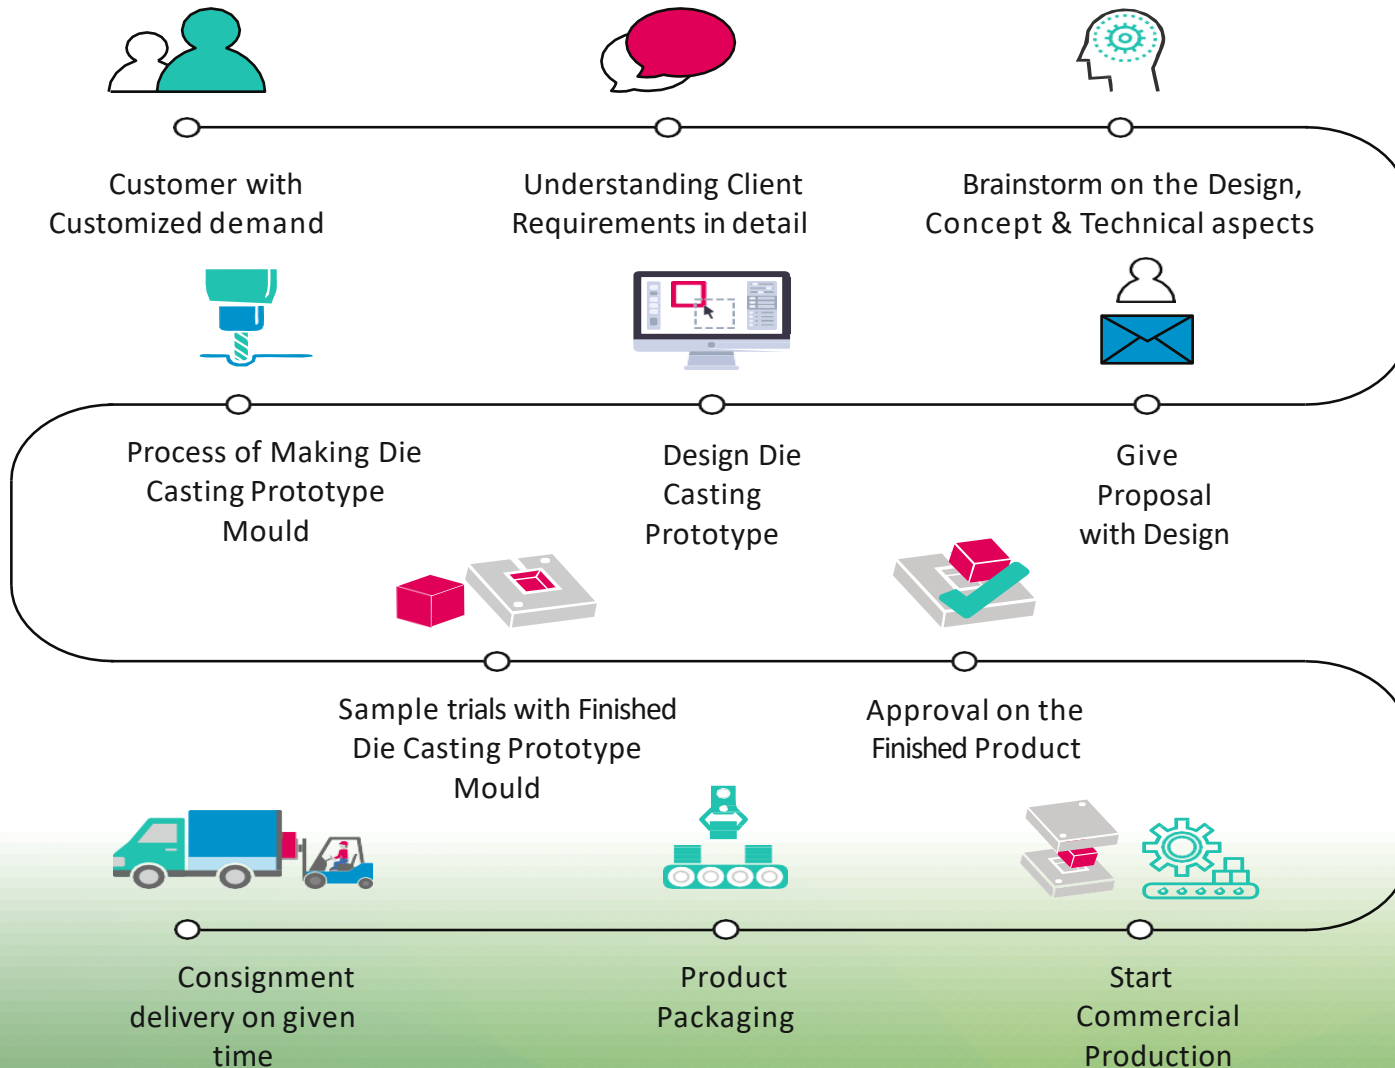 Customer with
Customized demand
Understanding Client
Requirements in detail
Brainstorm on the Design,
Concept & Technical aspects
Give
Proposal
with Design
Design Die
Casting
Prototype
Process of Making Die
Casting Prototype
Mould
Sample trials with Finished
Die Casting Prototype
Mould
Approval on the
Finished Product
Start
Commercial
Production
Product
Packaging
Consignment
delivery on given
time